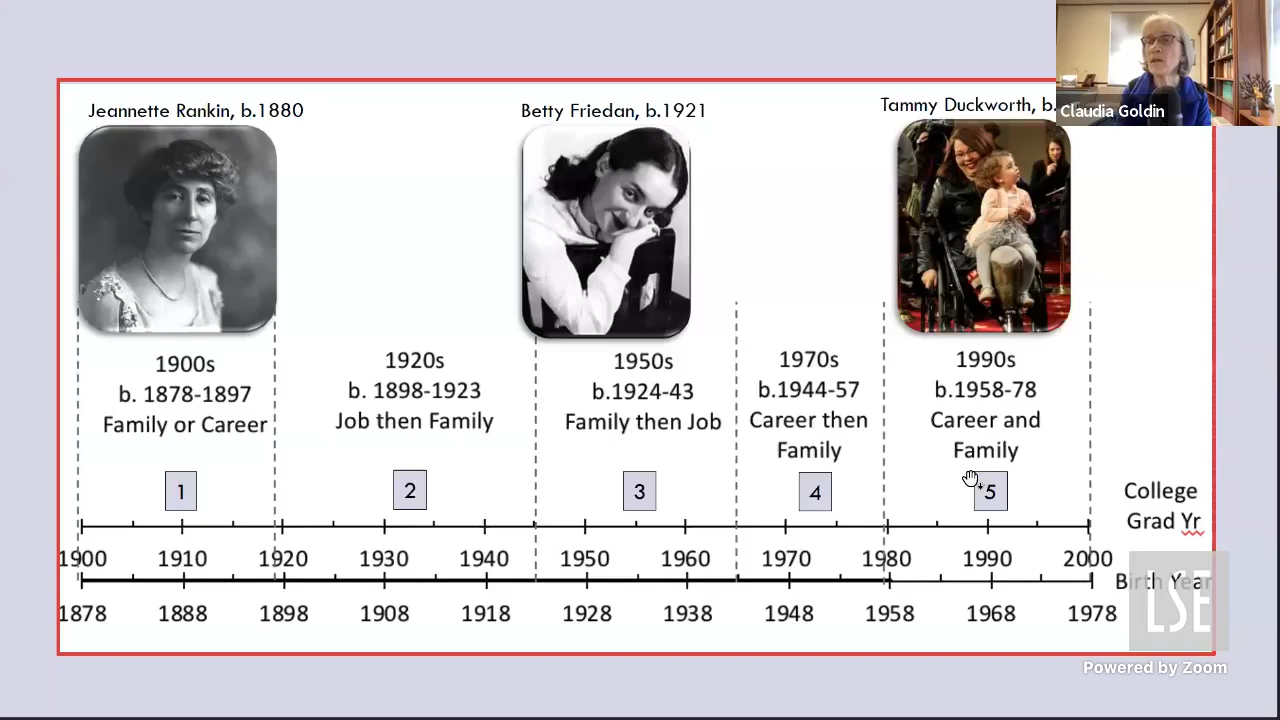 Jeannette Rankin, b.1880
Betty Friedan, b.1921
Tammy Duckworth, b.
Claudia Goldin
1900s
b. 1878-1897
Family or Career
1920s
b. 1898-1923
Job then Family
1950s
b.1924-43
Family then Job
1970s
b.1944-57
Career then
Family
1990s
b.1958-78
Career and
Family
1
2
3
4
5
College
Grad Yr
1900 1910 1920 1930 1940 1950 1960 1970 1980 1990 2000
Birth Year
1878 1888 1898 1908 1918 1928 1938 1948 1958 1968 1978
LSE
Powered by Zoom